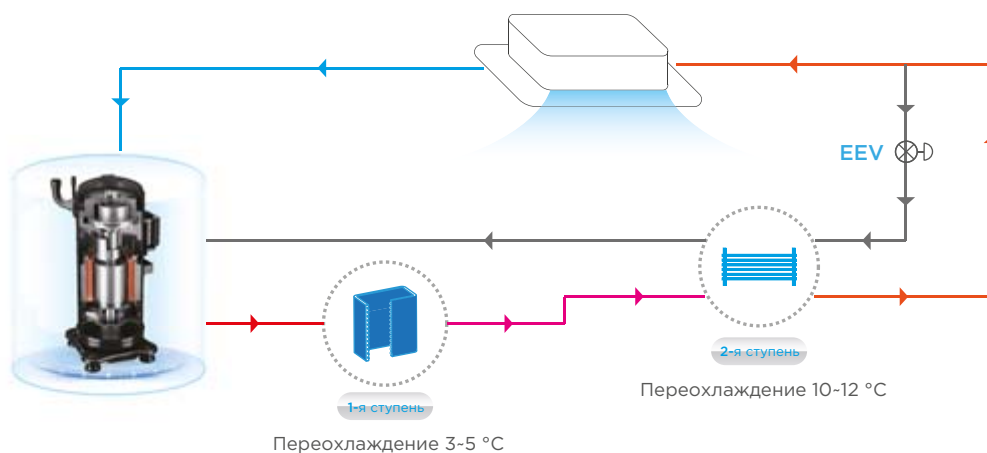 EEV
2-я ступень
Переохлаждение 10~12 °C
1-я ступень
Переохлаждение 3~5 °C